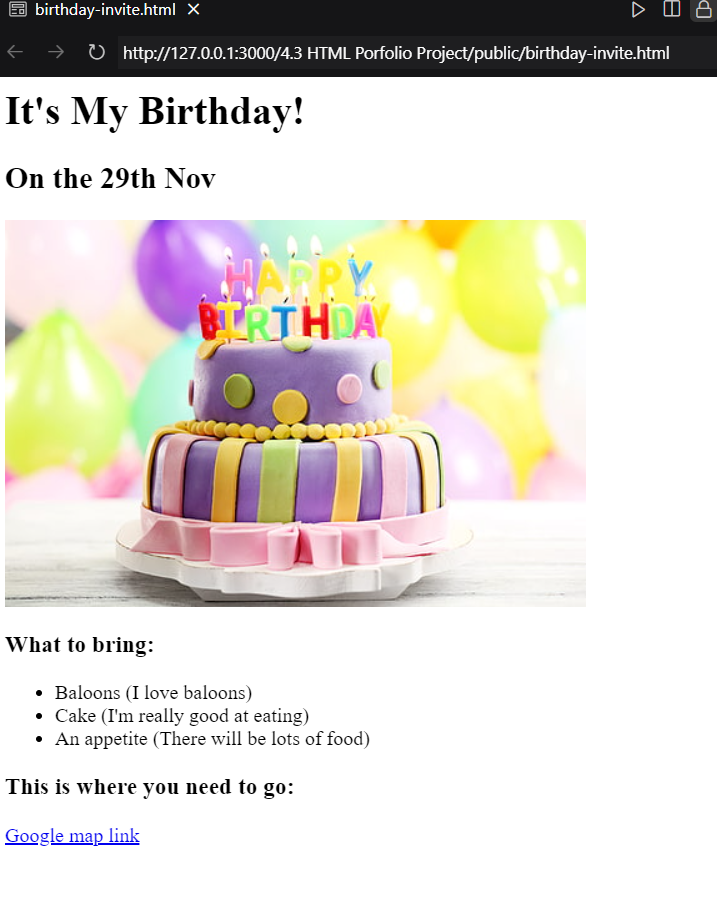 birthday-invite.html
http://127.0.0.1:3000/4.3 HTML Porfolio Project/public/birthday-invite.html
It's My Birthday!
On the 29th Nov
HAPPY
BIRTHDAY
What to bring:
Baloons (I love baloons)
Cake (I'm really good at eating)
An appetite (There will be lots of food)
This is where you need to go:
Google map link